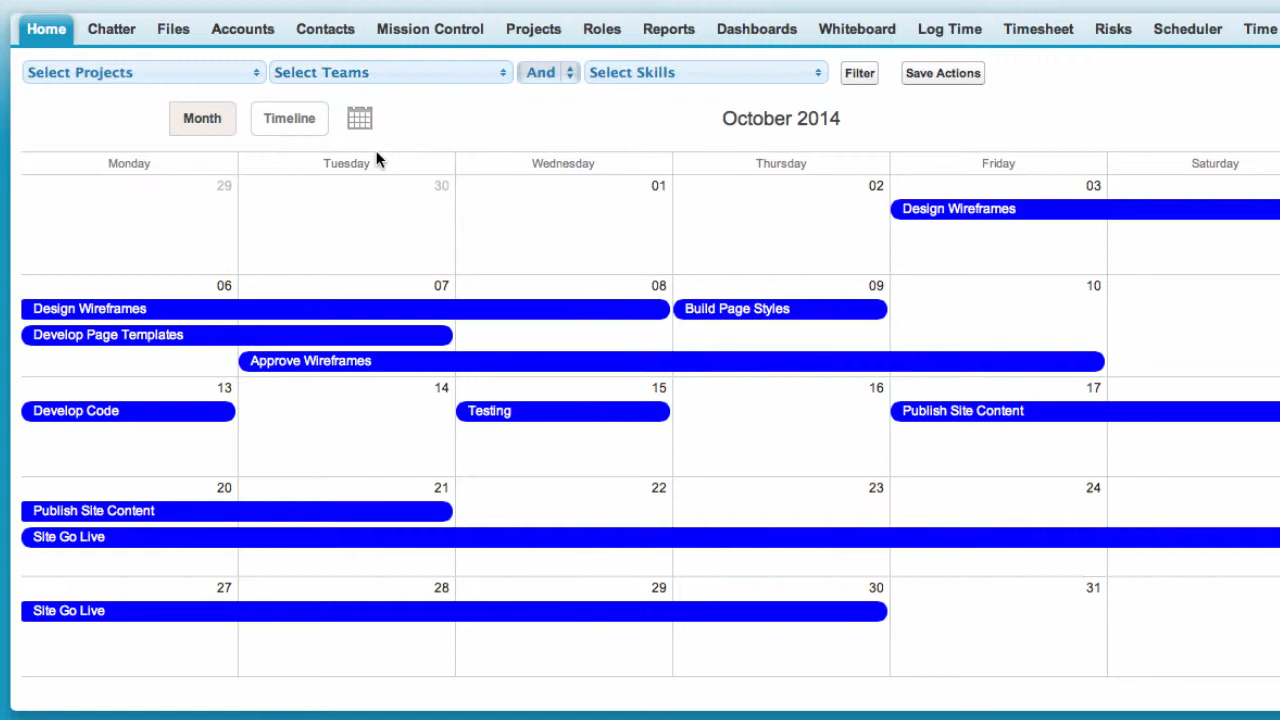 Home Chatter Files Accounts Contacts Mission Control Projects Roles Reports Dashboards Whiteboard Log Time Timesheet Risks Scheduler Time
Select Projects Select Teams And Select Skills Filter Save Actions
Month Timeline October 2014
Monday Tuesday Wednesday Thursday Friday Saturday
29 30 01 02 03
Design Wireframes
06 07 08 09 10
Design Wireframes Build Page Styles
Develop Page Templates
Approve Wireframes
13 14 15 16 17
Develop Code Testing Publish Site Content
20 21 22 23 24
Publish Site Content
Site Go Live
27 28 29 30 31
Site Go Live